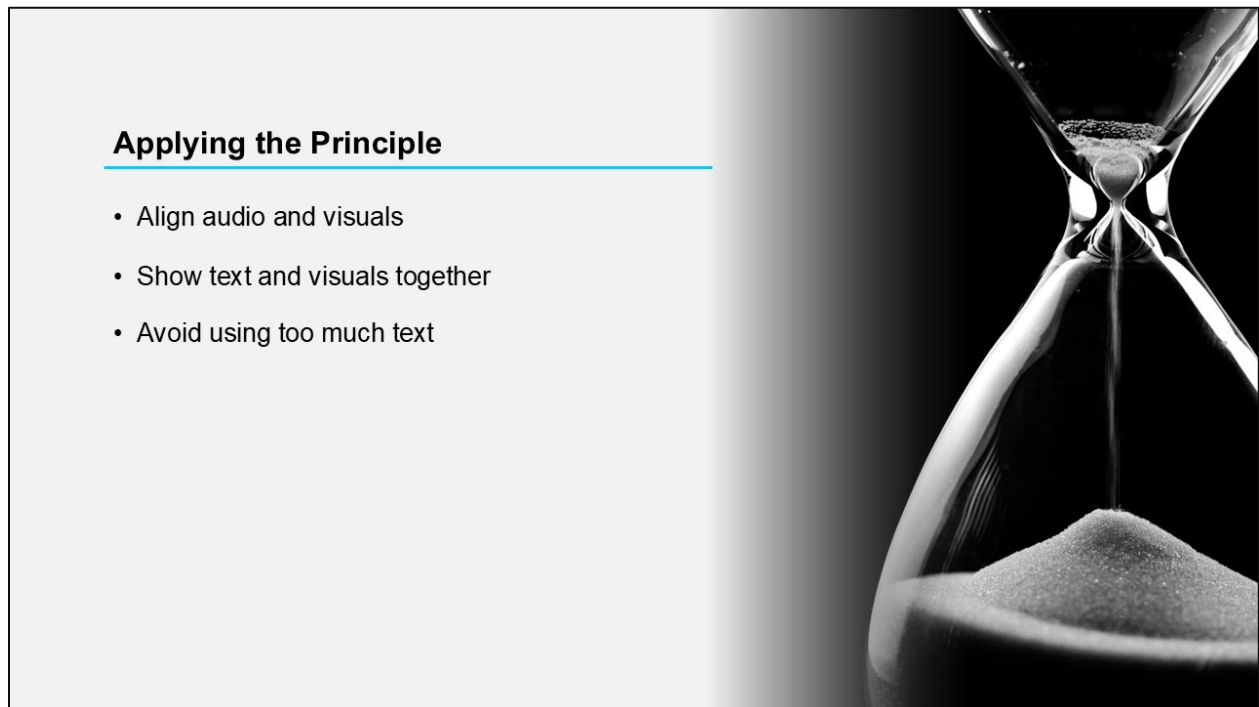 Applying the Principle
• Align audio and visuals
• Show text and visuals together
• Avoid using too much text